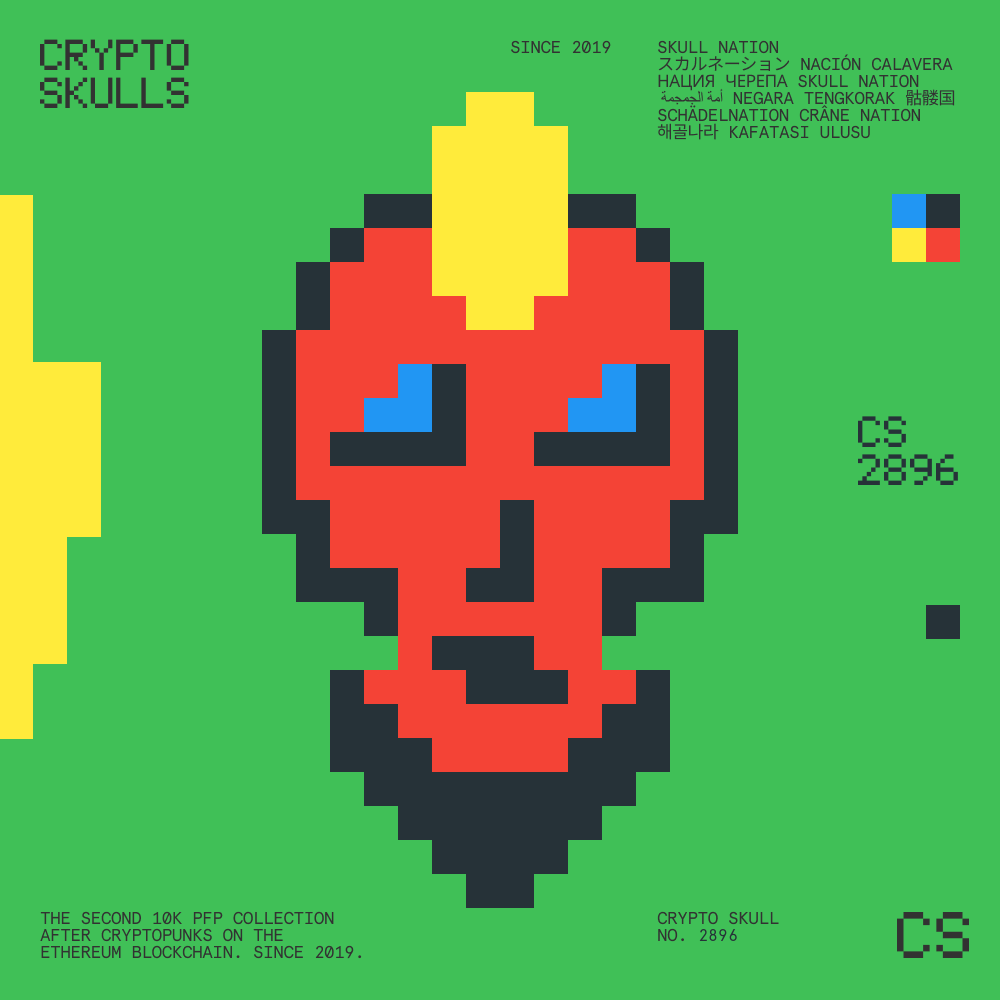 CRYPTO
SKULLS
SINCE 2019
SKULL NATION
スカルネーション NACIÓN CALAVERA
НАЦИЯ ЧЕРЕПА SKULL NATION
أمة الجمجمة NEGARA TENGKORAK 骷髅国
SCHÄDELNATION CRÂNE NATION
해골나라 KAFATASI ULUSU
CS
2896
THE SECOND 10K PFP COLLECTION
AFTER CRYPTOPUNKS ON THE
ETHEREUM BLOCKCHAIN. SINCE 2019.
CRYPTO SKULL
NO. 2896
CS